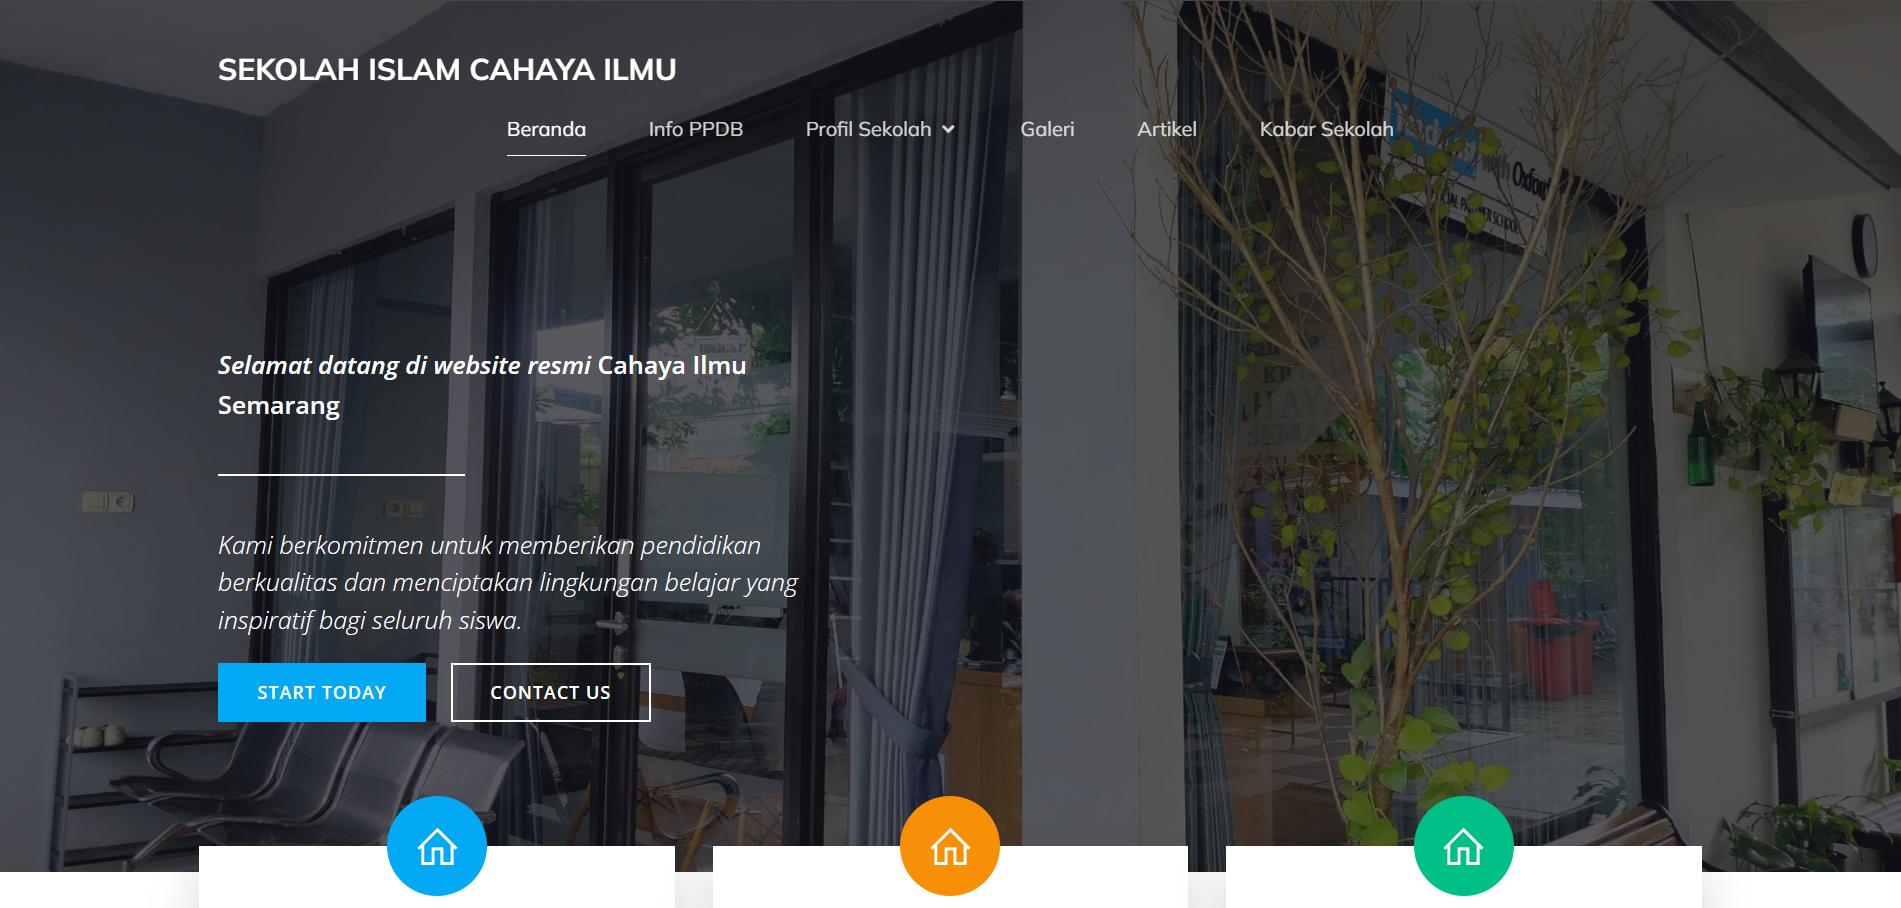 SEKOLAH ISLAM CAHAYA ILMU
Beranda Info PPDB Profil Sekolah Galeri Artikel Kabar Sekolah
Oxford
SCHOOL
Selamat datang di website resmi Cahaya Ilmu
Semarang
Kami berkomitmen untuk memberikan pendidikan
berkualitas dan menciptakan lingkungan belajar yang
inspiratif bagi seluruh siswa.
START TODAY CONTACT US